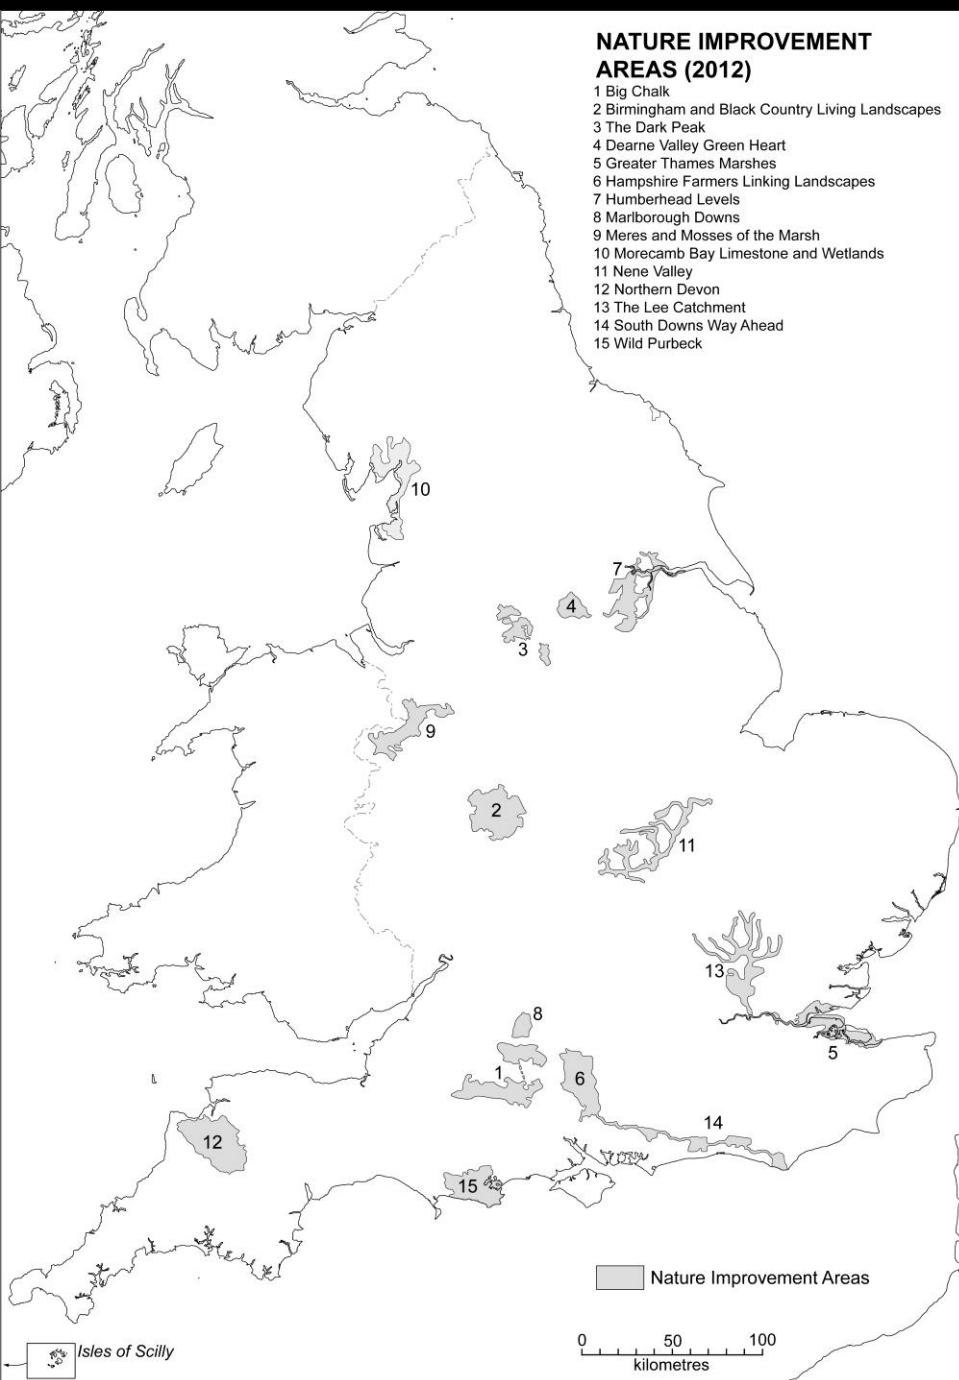 NATURE IMPROVEMENT
AREAS (2012)
1 Big Chalk
2 Birmingham and Black Country Living Landscapes
3 The Dark Peak
4 Dearne Valley Green Heart
5 Greater Thames Marshes
6 Hampshire Farmers Linking Landscapes
7 Humberhead Levels
8 Marlborough Downs
9 Meres and Mosses of the Marsh
10 Morecamb Bay Limestone and Wetlands
11 Nene Valley
12 Northern Devon
13 The Lee Catchment
14 South Downs Way Ahead
15 Wild Purbeck
10
7
4
3
9
2
11
13
8
5
1
6
14
12
15
Nature Improvement Areas
0 50 100
kilometres
Isles of Scilly